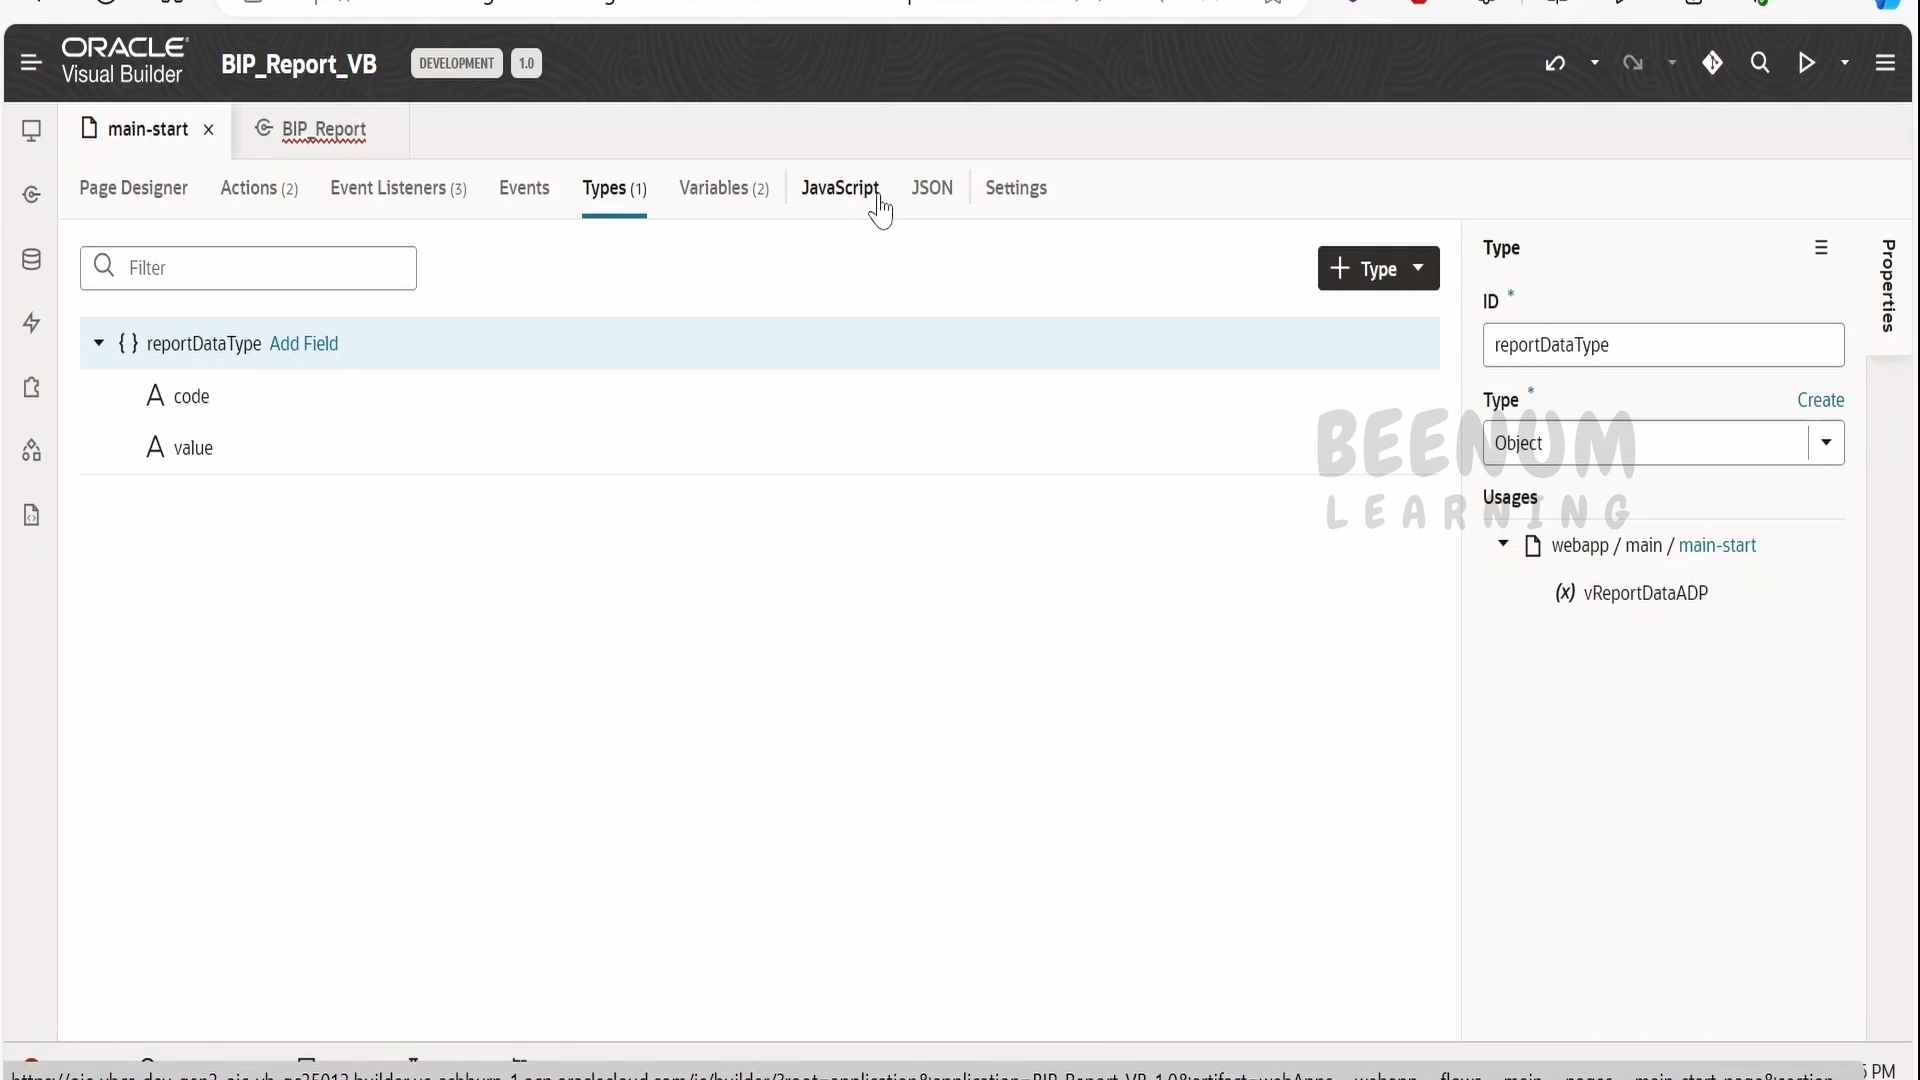 ORACLE
Visual Builder
BIP_Report_VB
DEVELOPMENT
1.0
main-start
BIP_Report
Page Designer
Actions (2)
Event Listeners (3)
Events
Types (1)
Variables (2)
JavaScript
JSON
Settings
Filter
+ Type
{ } reportDataType Add Field
A code
A value
Type
ID *
reportDataType
Type *
Create
Object
BEENUM
LEARNING
Usages
webapp / main / main-start
(x) vReportDataADP
Properties
PM